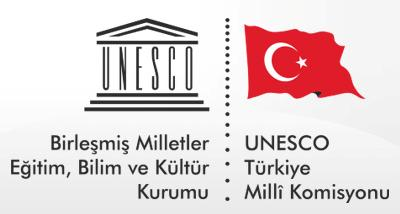 UNESCO
Birleşmiş Milletler
Eğitim, Bilim ve Kültür
Kurumu
UNESCO
Türkiye
Millî Komisyonu